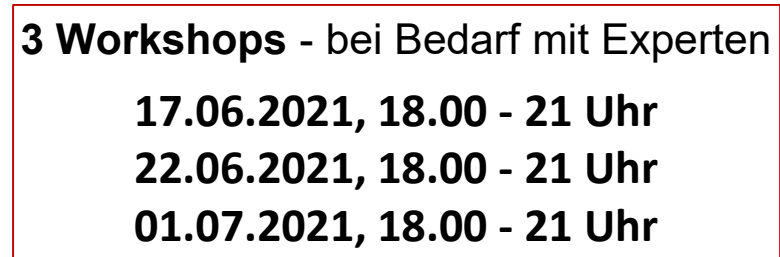 3 Workshops - bei Bedarf mit Experten
17.06.2021, 18.00 - 21 Uhr
22.06.2021, 18.00 - 21 Uhr
01.07.2021, 18.00 - 21 Uhr